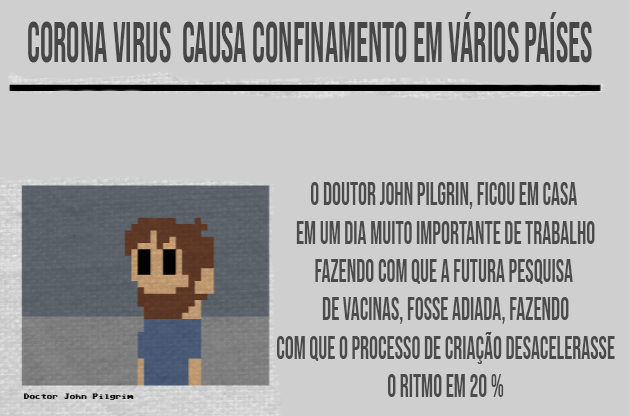 CORONA VIRUS CAUSA CONFINAMENTO EM VÁRIOS PAÍSES
O DOUTOR JOHN PILGRIN, FICOU EM CASA
EM UM DIA MUITO IMPORTANTE DE TRABALHO
FAZENDO COM QUE A FUTURA PESQUISA
DE VACINAS, FOSSE ADIADA, FAZENDO
COM QUE O PROCESSO DE CRIAÇÃO DESACELERASSE
O RITMO EM 20 %
Doctor John Pilgrim